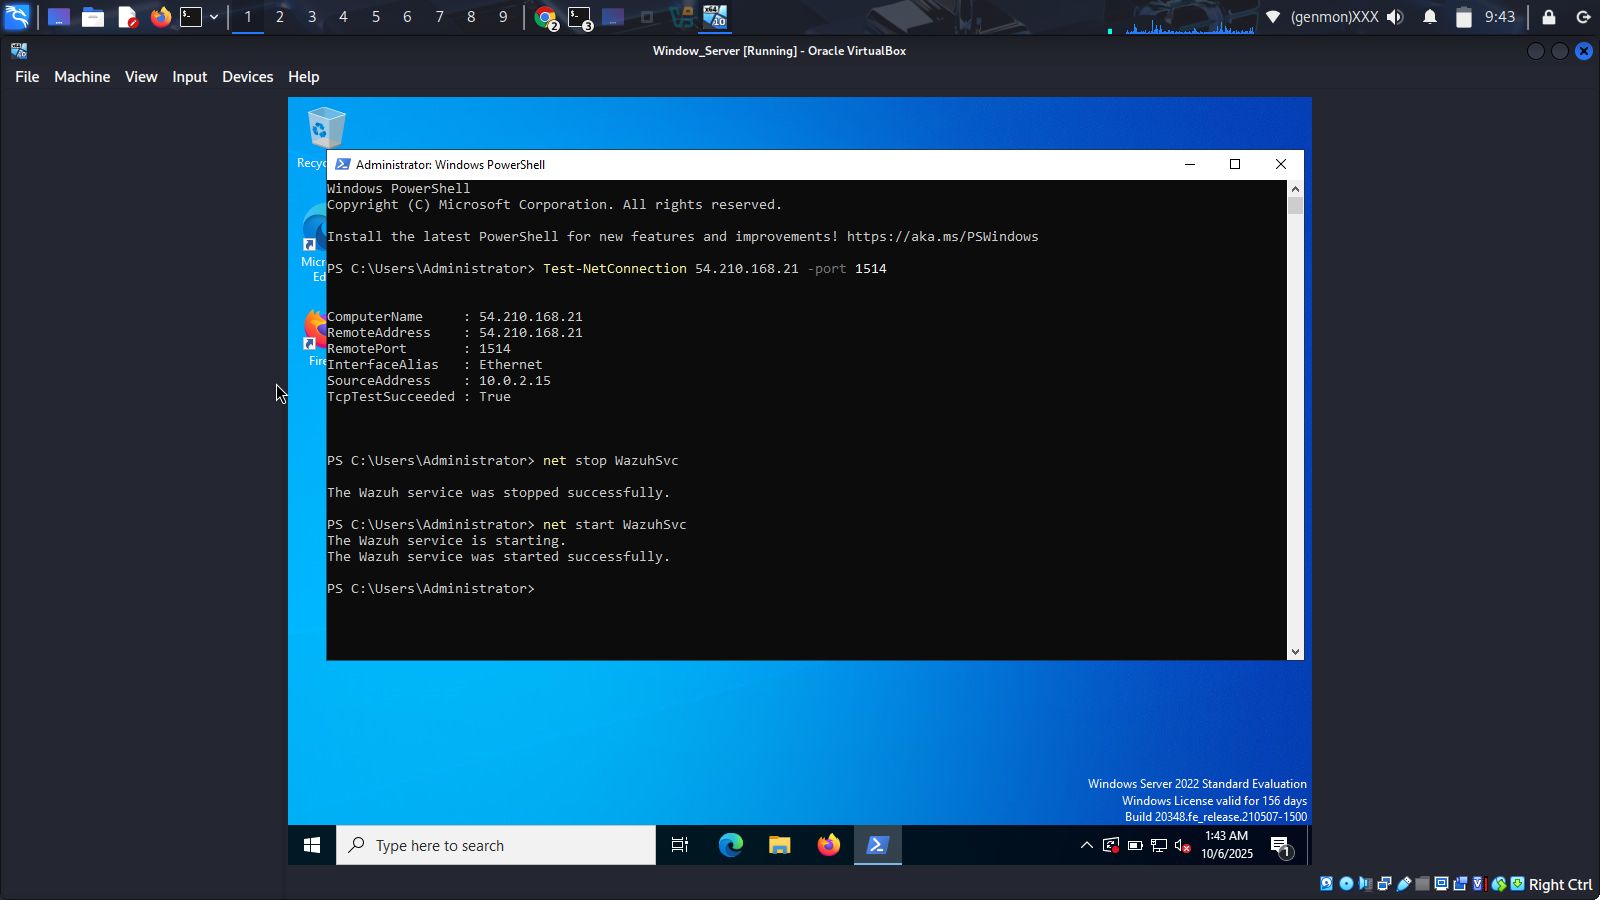 1 2 3 4 5 6 7 8 9 2 3 (genmon)XXX 9:43
Window_Server [Running] - Oracle VirtualBox
File Machine View Input Devices Help
Administrator: Windows PowerShell
Windows PowerShell
Copyright (C) Microsoft Corporation. All rights reserved.
Install the latest PowerShell for new features and improvements! https://aka.ms/PSWindows
PS C:\Users\Administrator> Test-NetConnection 54.210.168.21 -port 1514
ComputerName     : 54.210.168.21
RemoteAddress    : 54.210.168.21
RemotePort       : 1514
InterfaceAlias   : Ethernet
SourceAddress    : 10.0.2.15
TcpTestSucceeded : True
PS C:\Users\Administrator> net stop WazuhSvc
The Wazuh service was stopped successfully.
PS C:\Users\Administrator> net start WazuhSvc
The Wazuh service is starting.
The Wazuh service was started successfully.
PS C:\Users\Administrator>
Windows Server 2022 Standard Evaluation
Windows License valid for 156 days
Build 20348.fe_release.210507-1500
Type here to search
1:43 AM
10/6/2025
1
Right Ctrl